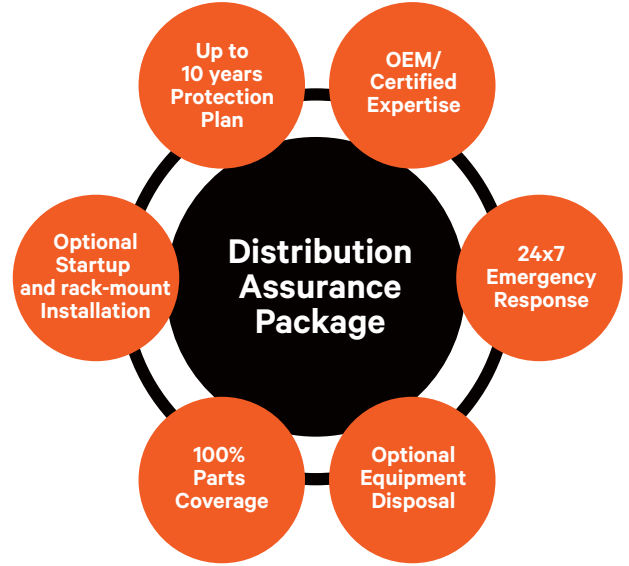 Up to
10 years
Protection
Plan
OEM/
Certified
Expertise
Optional
Startup
and rack-mount
Installation
Distribution
Assurance
Package
24x7
Emergency
Response
100%
Parts
Coverage
Optional
Equipment
Disposal